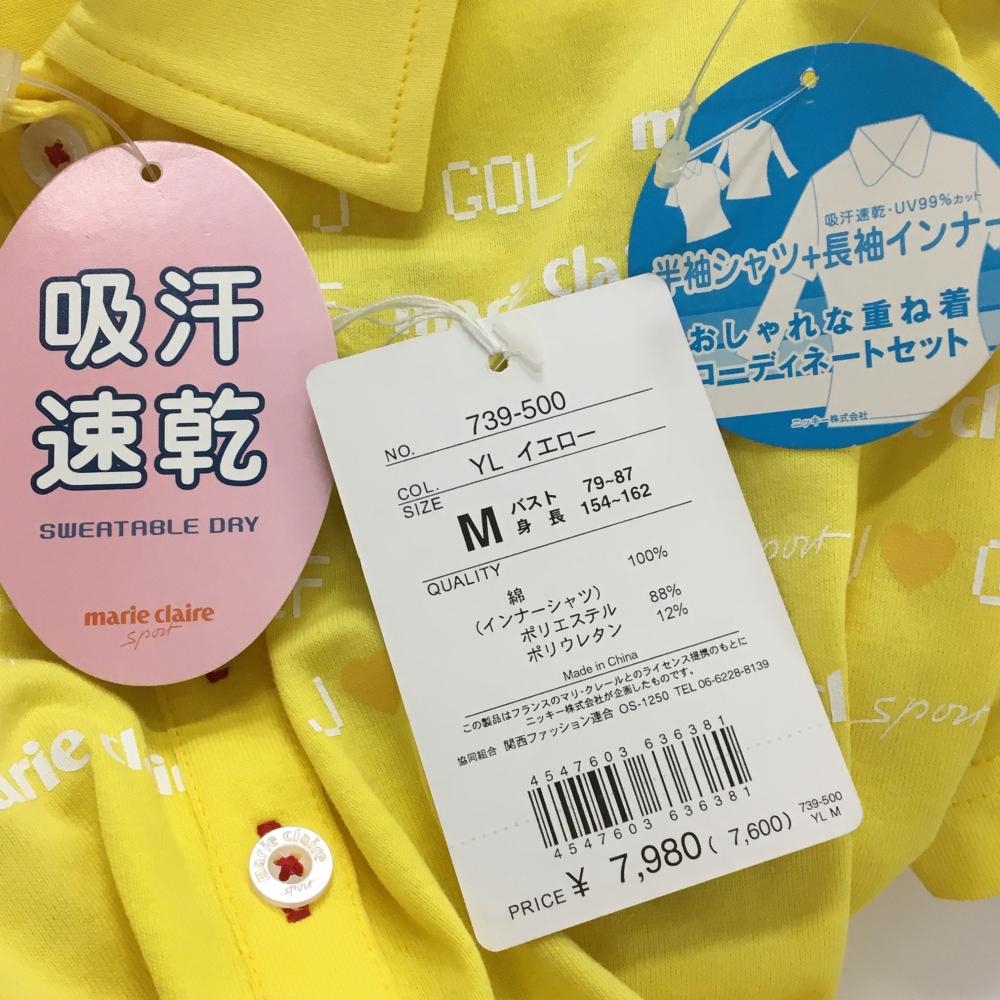 吸汗
速乾
SWEATABLE DRY
marie claire
sport
吸汗速乾・UV99%カット
半袖シャツ+長袖インナー
おしゃれな重ね着
コーディネートセット
ニッキー株式会社
NO. 739-500
COL. YL イエロー
SIZE M バスト 79~87
身長 154~162
QUALITY
綿 100%
(インナーシャツ)
ポリエステル 88%
ポリウレタン 12%
Made in China
この製品はフランスのマリ・クレールとのライセンス提携のもとに
ニッキー株式会社が企画したものです。
協同組合 関西ファッション連合 OS-1250 TEL 06-6228-8139
4547603 636381
4547603 636381
739-500
YL M
PRICE ¥ 7,980 ( 7,600)
J GOLF
marie cla
sport
J
sport
marie cl
marie claire
sport